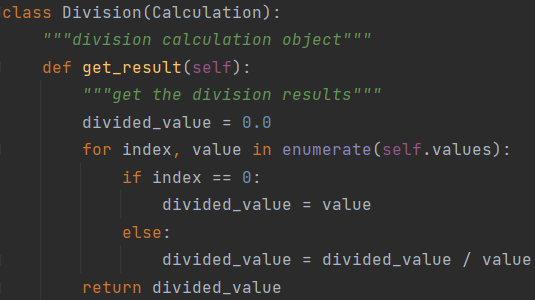 class Division(Calculation):
    """division calculation object"""
    def get_result(self):
        """get the division results"""
        divided_value = 0.0
        for index, value in enumerate(self.values):
            if index == 0:
                divided_value = value
            else:
                divided_value = divided_value / value
        return divided_value